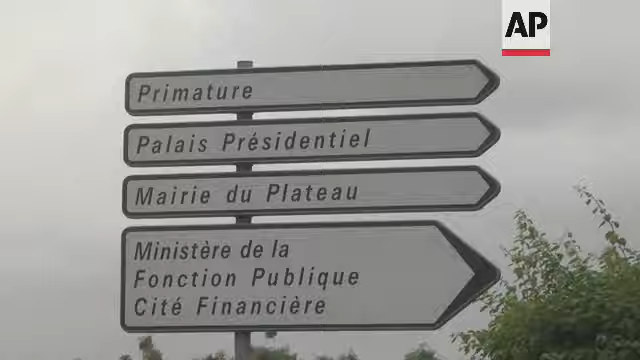 AP
Primature
Palais Présidentiel
Mairie du Plateau
Ministère de la
Fonction Publique
Cité Financière